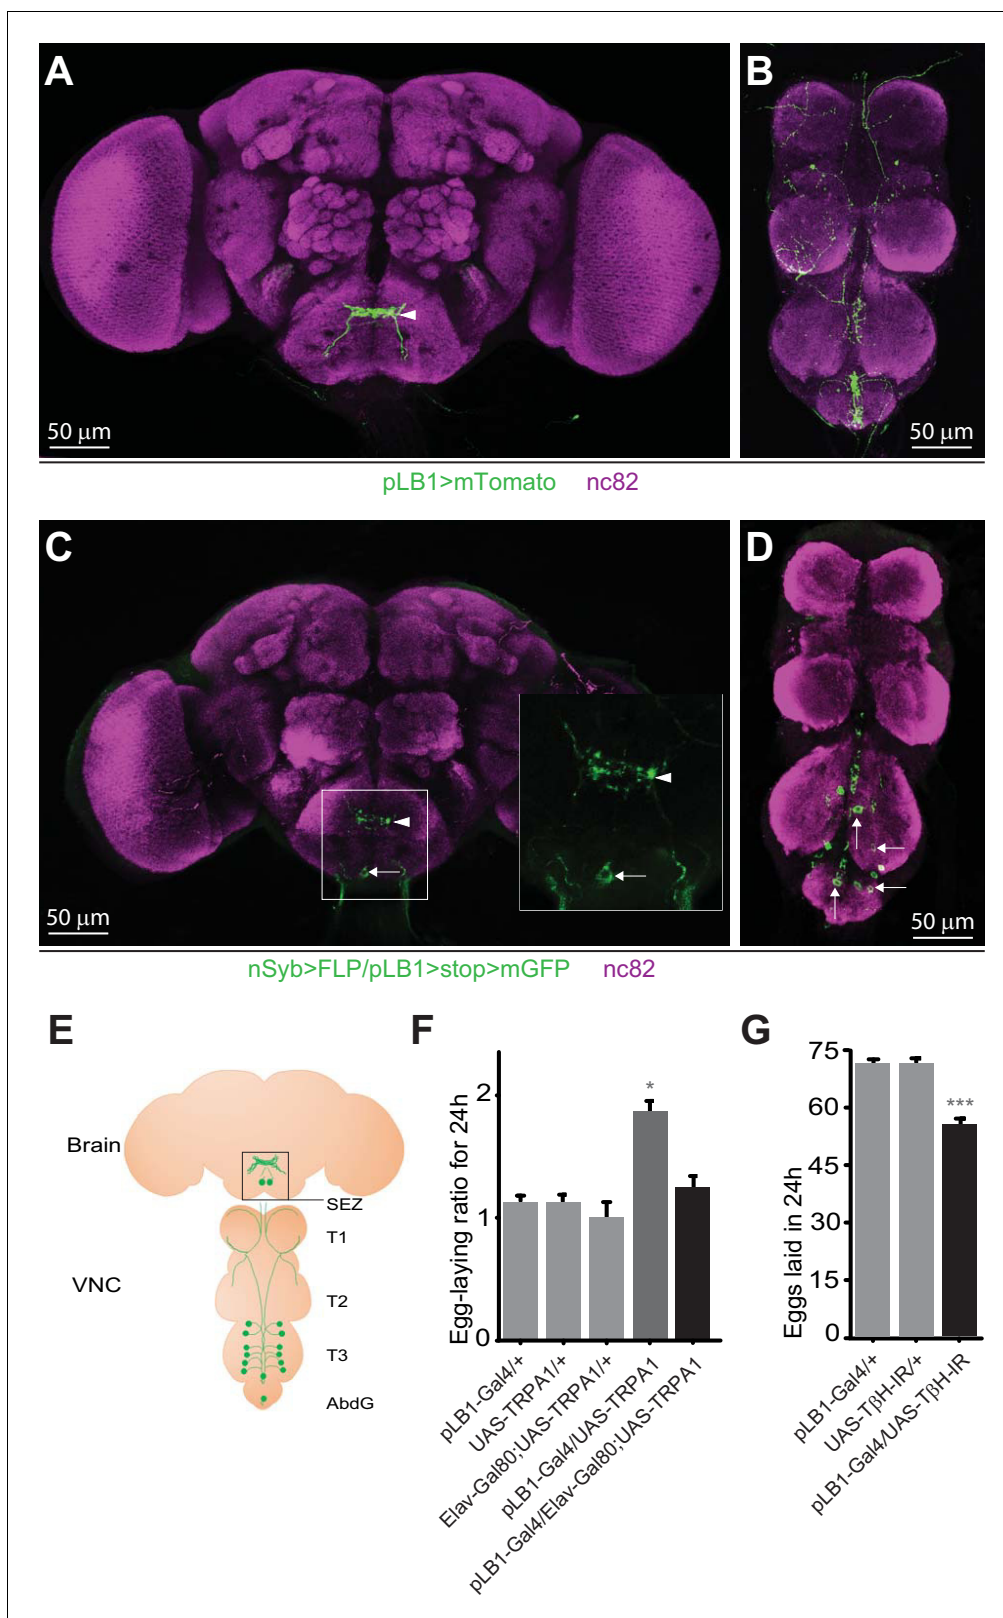 A
B
50 μm
50 μm
pLB1>mTomato nc82
C
D
50 μm
50 μm
nSyb>FLP/pLB1>stop>mGFP nc82
E
F
G
Brain
SEZ
T1
VNC
T2
T3
AbdG
Egg-laying ratio for 24h
2
1
0
*
pLB1-Gal4/+
UAS-TRPA1/+
Elav-Gal80;UAS-TRPA1/+
pLB1-Gal4/UAS-TRPA1
pLB1-Gal4/Elav-Gal80;UAS-TRPA1
Eggs laid in 24h
75
60
45
30
15
0
***
pLB1-Gal4/+
UAS-TβH-IR/+
pLB1-Gal4/UAS-TβH-IR